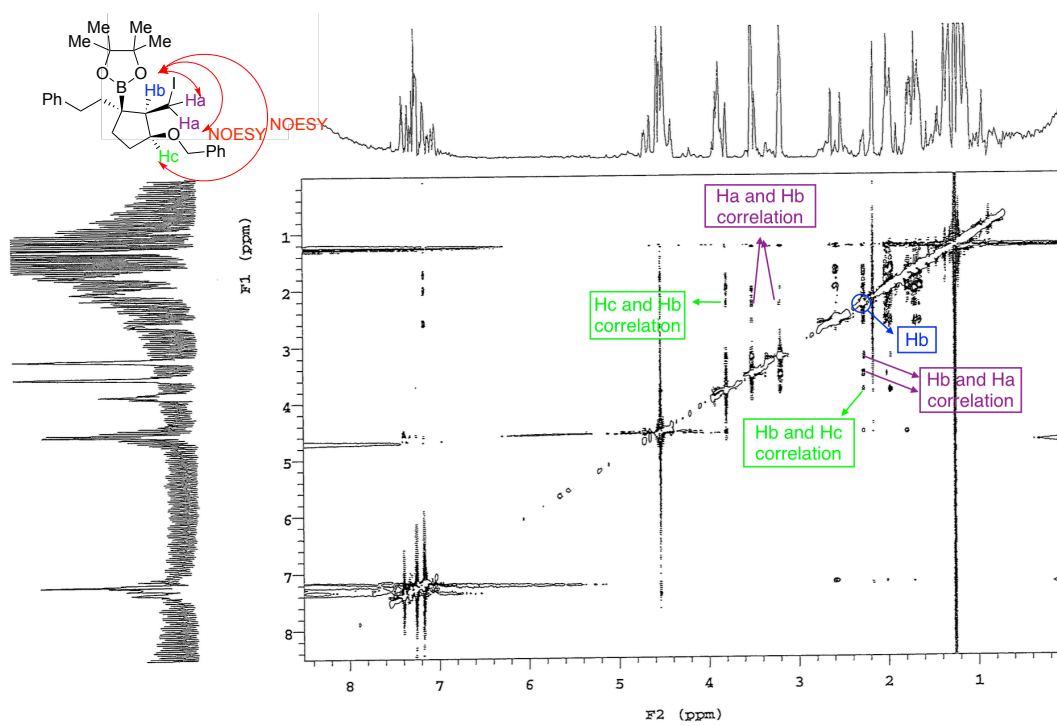 Me Me
Me Me
O O
B
I
Hb
Ha
Ph
Ha
O
NOESY
NOESY
Ph
Hc
Ha and Hb
correlation
Hc and Hb
correlation
Hb
Hb and Ha
correlation
Hb and Hc
correlation
F1 (ppm)
1
2
3
4
5
6
7
8
8 7 6 5 4 3 2 1
F2 (ppm)